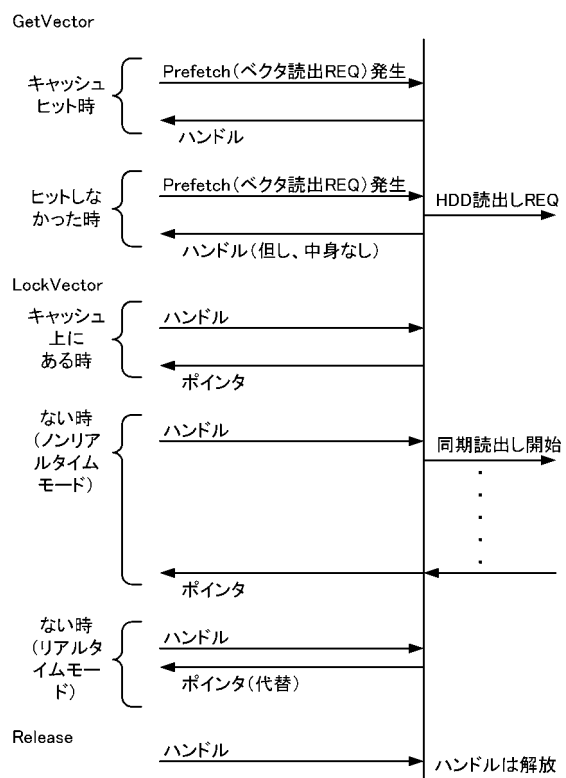 GetVector
キャッシュ
ヒット時
Prefetch(ベクタ読出REQ)発生
ハンドル
ヒットしな
かった時
Prefetch(ベクタ読出REQ)発生
HDD読出しREQ
ハンドル(但し、中身なし)
LockVector
キャッシュ
上に
ある時
ハンドル
ポインタ
ない時
(ノンリア
ルタイム
モード)
ハンドル
同期読出し開始
ポインタ
ない時
(リアルタ
イムモー
ド)
ハンドル
ポインタ(代替)
Release
ハンドル
ハンドルは解放